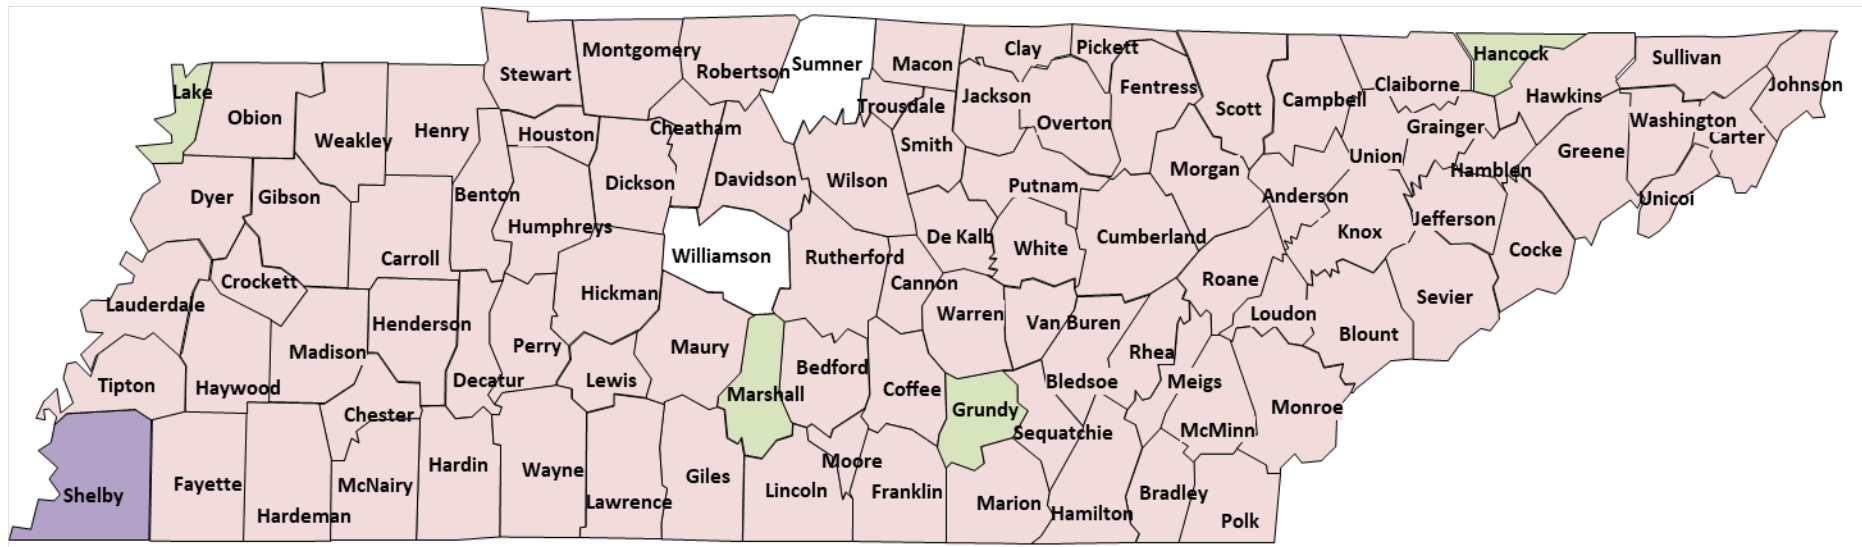 Hancock
Montgomery
Clay
Pickett
Sullivan
Stewart
Robertson
Sumner
Macon
Fentress
Claiborne
Johnson
Lake
Trousdale
Jackson
Campbell
Hawkins
Obion
Scott
Weakley
Henry
Houston
Cheatham
Overton
Grainger
Washington
Carter
Smith
Union
Greene
Dyer
Gibson
Benton
Dickson
Davidson
Wilson
Putnam
Morgan
Anderson
Hamblen
Unicoi
Humphreys
De Kalb
White
Cumberland
Knox
Jefferson
Carroll
Williamson
Rutherford
Cocke
Crockett
Hickman
Cannon
Roane
Sevier
Lauderdale
Henderson
Warren
Van Buren
Loudon
Blount
Madison
Perry
Maury
Rhea
Tipton
Haywood
Decatur
Lewis
Bedford
Marshall
Coffee
Bledsoe
Meigs
Chester
Grundy
Monroe
Sequatchie
McMinn
Shelby
Fayette
McNairy
Hardin
Wayne
Giles
Moore
Hardeman
Lawrence
Lincoln
Franklin
Marion
Hamilton
Bradley
Polk